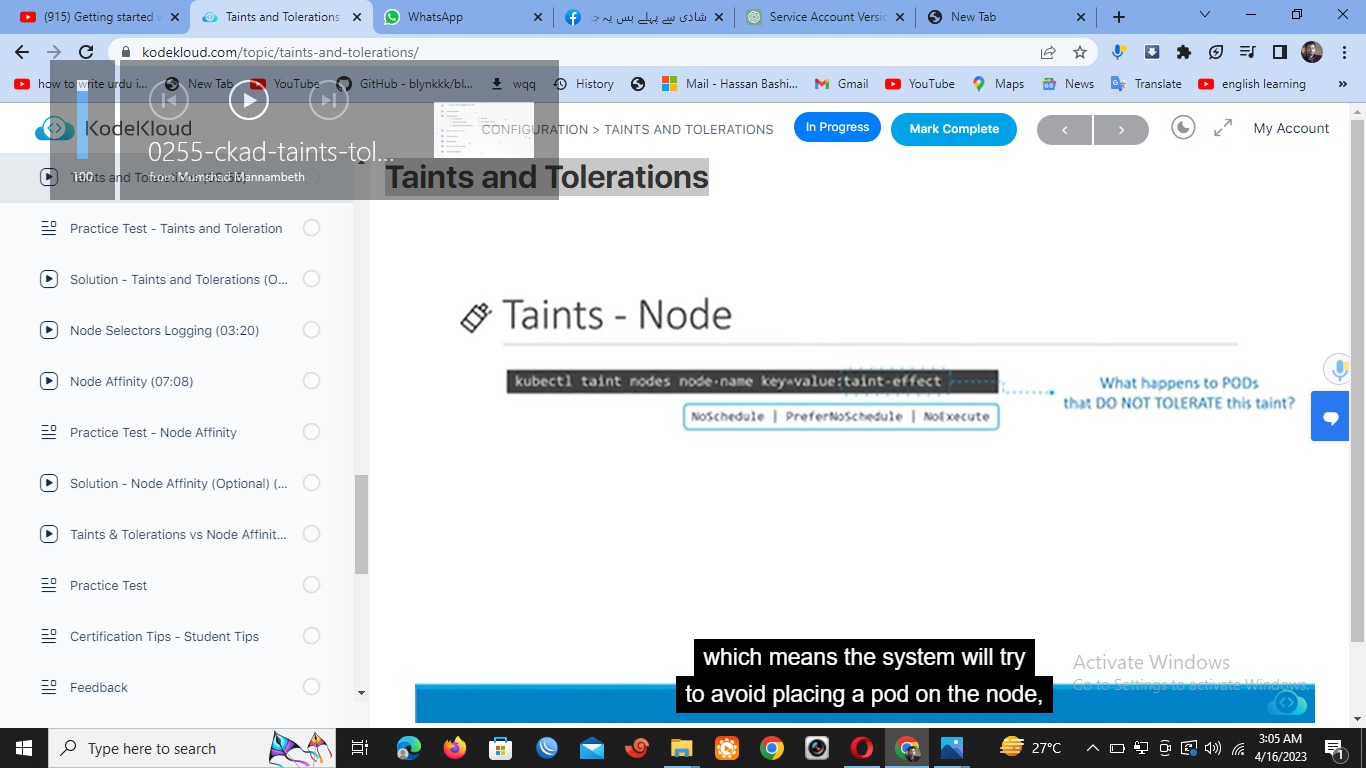 (915) Getting started w
Taints and Tolerations
WhatsApp
شادی سے پہلے بس یہ چ
Service Account Versio
New Tab
kodekloud.com/topic/taints-and-tolerations/
how to write urdu i...
New Tab
YouTube
GitHub - blynkkk/bl...
wqq
History
Mail - Hassan Bashi...
Gmail
YouTube
Maps
News
Translate
english learning
KodeKloud
CONFIGURATION > TAINTS AND TOLERATIONS
In Progress
Mark Complete
My Account
0255-ckad-taints-tol...
100
Mumshad Mannambeth
Taints and Tolerations
Practice Test - Taints and Toleration
Solution - Taints and Tolerations (O...
Node Selectors Logging (03:20)
Node Affinity (07:08)
Practice Test - Node Affinity
Solution - Node Affinity (Optional) (...
Taints & Tolerations vs Node Affinit...
Practice Test
Certification Tips - Student Tips
Feedback
Taints - Node
kubectl taint nodes node-name key=value:taint-effect
What happens to PODs
that DO NOT TOLERATE this taint?
NoSchedule | PreferNoSchedule | NoExecute
which means the system will try
to avoid placing a pod on the node,
Activate Windows
Go to Settings to activate Windows.
Type here to search
27°C
3:05 AM
4/16/2023
1